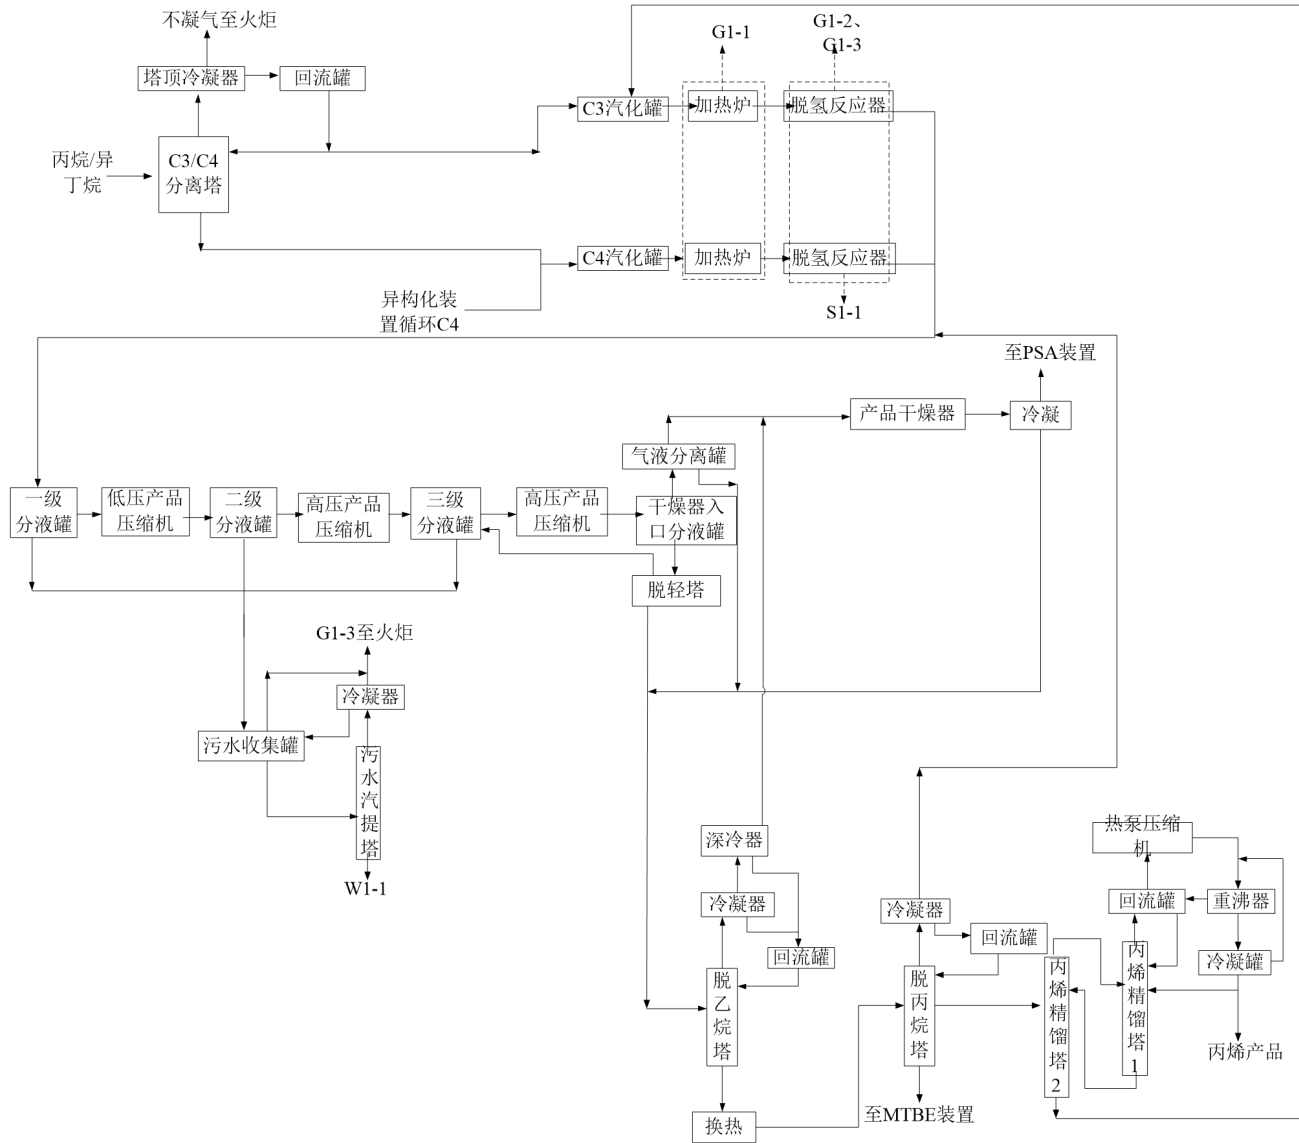 不凝气至火炬
G1-1
G1-2、
G1-3
塔顶冷凝器
回流罐
C3汽化罐
加热炉
脱氢反应器
丙烷/异
丁烷
C3/C4
分离塔
C4汽化罐
加热炉
脱氢反应器
异构化装
置循环C4
S1-1
至PSA装置
产品干燥器
冷凝
气液分离罐
一级
分液罐
低压产品
压缩机
二级
分液罐
高压产品
压缩机
三级
分液罐
高压产品
压缩机
干燥器入
口分液罐
脱轻塔
G1-3至火炬
冷凝器
污水收集罐
污水汽提塔
W1-1
深冷器
冷凝器
回流罐
脱乙烷塔
换热
冷凝器
回流罐
脱丙烷塔
至MTBE装置
丙烯精馏塔2
热泵压缩
机
回流罐
重沸器
丙烯精馏塔1
冷凝罐
丙烯产品